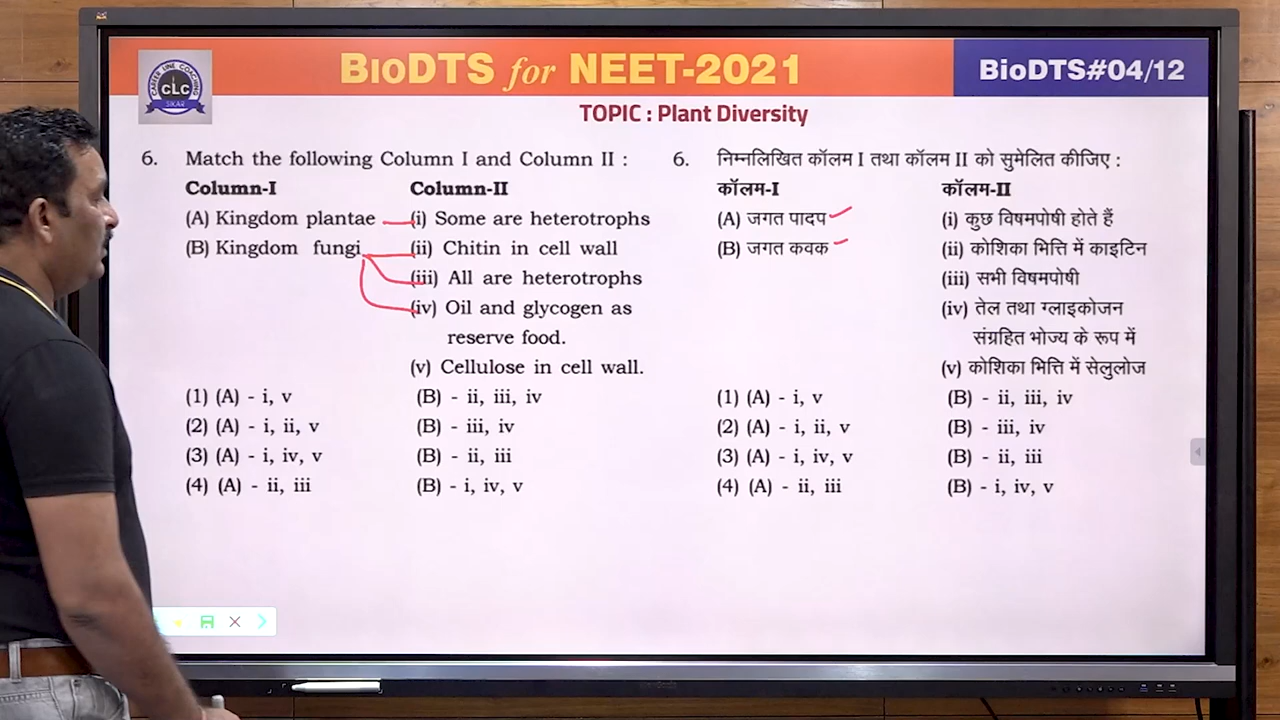 BIODTS for NEET-2021
BioDTS#04/12
CAREER LINE COACHING
CLC
SIKAR
TOPIC : Plant Diversity
6. Match the following Column I and Column II :
Column-I Column-II
(A) Kingdom plantae (i) Some are heterotrophs
(B) Kingdom fungi (ii) Chitin in cell wall
(iii) All are heterotrophs
(iv) Oil and glycogen as
reserve food.
(v) Cellulose in cell wall.
(1) (A) - i, v (B) - ii, iii, iv
(2) (A) - i, ii, v (B) - iii, iv
(3) (A) - i, iv, v (B) - ii, iii
(4) (A) - ii, iii (B) - i, iv, v
6. निम्नलिखित कॉलम I तथा कॉलम II को सुमेलित कीजिए :
कॉलम-I कॉलम-II
(A) जगत पादप (i) कुछ विषमपोषी होते हैं
(B) जगत कवक (ii) कोशिका भित्ति में काइटिन
(iii) सभी विषमपोषी
(iv) तेल तथा ग्लाइकोजन
संग्रहित भोज्य के रूप में
(v) कोशिका भित्ति में सेलुलोज
(1) (A) - i, v (B) - ii, iii, iv
(2) (A) - i, ii, v (B) - iii, iv
(3) (A) - i, iv, v (B) - ii, iii
(4) (A) - ii, iii (B) - i, iv, v